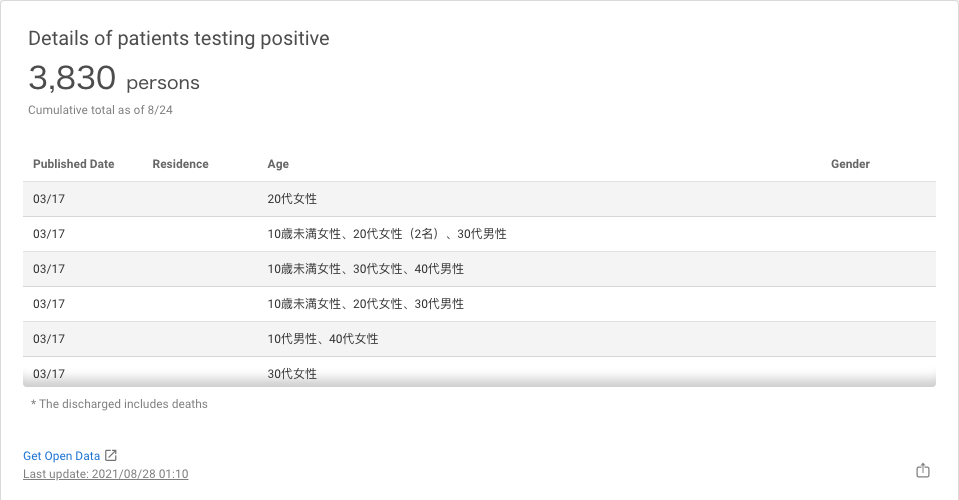 Details of patients testing positive
3,830 persons
Cumulative total as of 8/24
Published Date Residence Age Gender
03/17 20代女性
03/17 10歳未満女性、20代女性（2名）、30代男性
03/17 10歳未満女性、30代女性、40代男性
03/17 10歳未満女性、20代女性、30代男性
03/17 10代男性、40代女性
03/17 30代女性
* The discharged includes deaths
Get Open Data
Last update: 2021/08/28 01:10